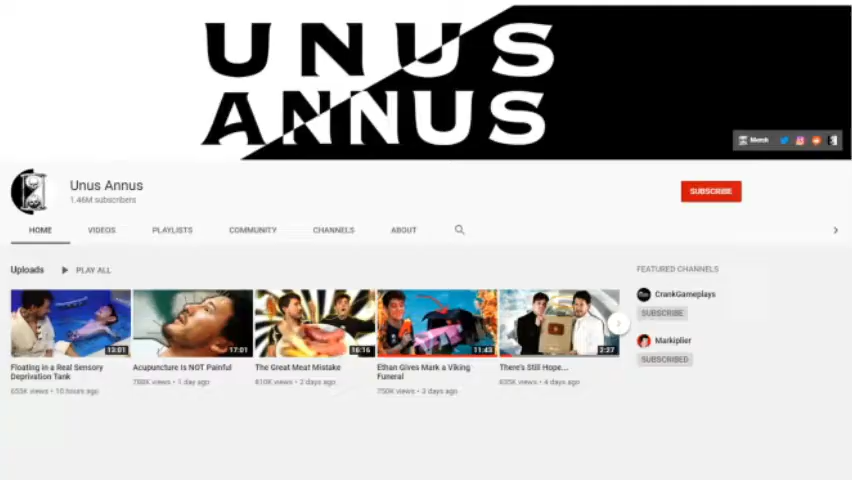 UNUS
ANNUS
Merch
Unus Annus
1.46M subscribers
SUBSCRIBE
HOME VIDEOS PLAYLISTS COMMUNITY CHANNELS ABOUT
Uploads PLAY ALL
FEATURED CHANNELS
CrankGameplays
SUBSCRIBE
Markiplier
SUBSCRIBED
13:01
17:01
16:16
11:43
2:27
Floating in a Real Sensory
Deprivation Tank
655K views • 10 hours ago
Acupuncture is NOT Painful
788K views • 1 day ago
The Great Meat Mistake
610K views • 2 days ago
Ethan Gives Mark a Viking
Funeral
750K views • 3 days ago
There's Still Hope...
635K views • 4 days ago